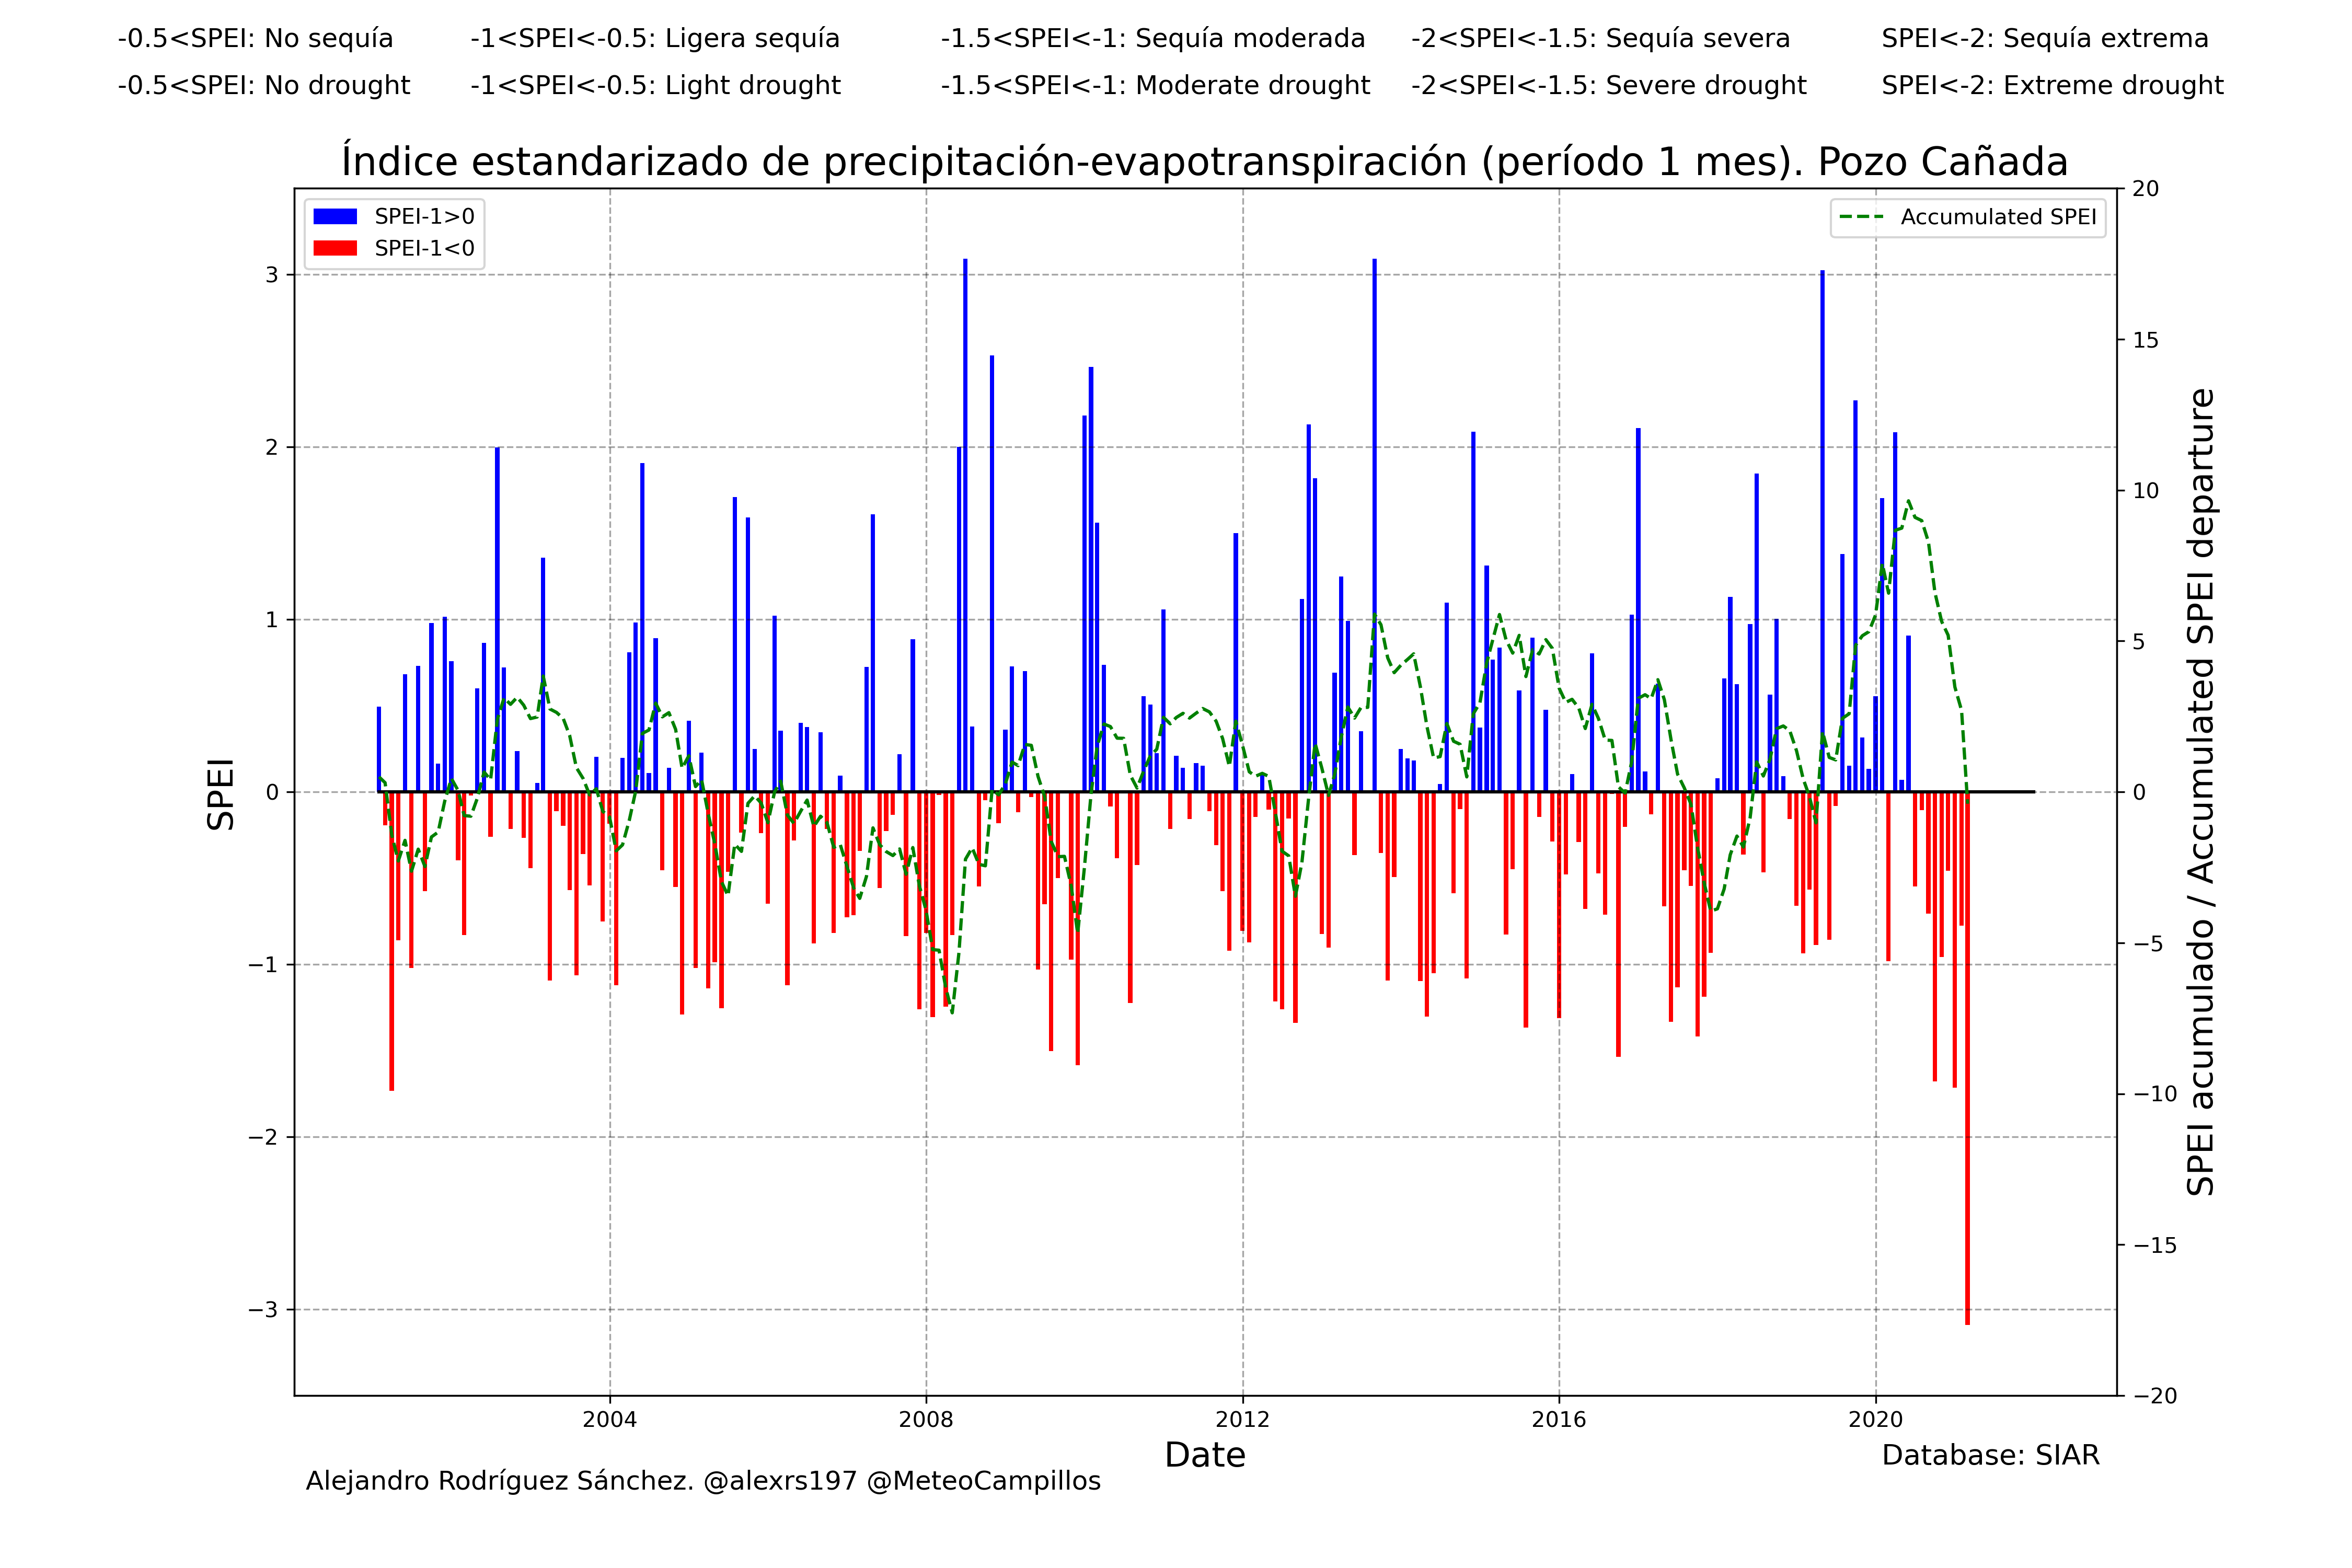 -0.5<SPEI: No sequía -1<SPEI<-0.5: Ligera sequía -1.5<SPEI<-1: Sequía moderada -2<SPEI<-1.5: Sequía severa SPEI<-2: Sequía extrema
-0.5<SPEI: No drought -1<SPEI<-0.5: Light drought -1.5<SPEI<-1: Moderate drought -2<SPEI<-1.5: Severe drought SPEI<-2: Extreme drought
Índice estandarizado de precipitación-evapotranspiración (período 1 mes). Pozo Cañada
SPEI-1>0
SPEI-1<0
Accumulated SPEI
SPEI
3
2
1
0
−1
−2
−3
20
15
10
5
0
−5
−10
−15
−20
SPEI acumulado / Accumulated SPEI departure
2004 2008 2012 2016 2020
Date
Database: SIAR
Alejandro Rodríguez Sánchez. @alexrs197 @MeteoCampillos